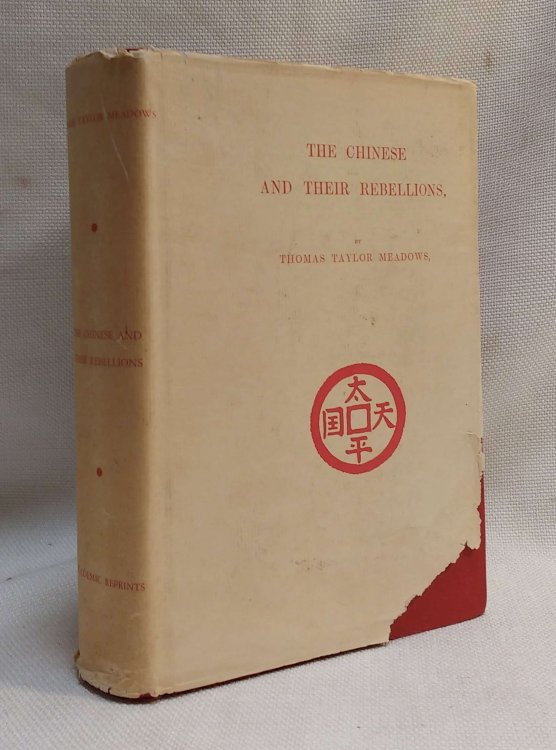 TAYLOR MEADOWS
THE CHINESE AND
THEIR REBELLIONS
ACADEMIC REPRINTS
THE CHINESE
AND THEIR REBELLIONS,
BY
THOMAS TAYLOR MEADOWS,
太
国 天
平